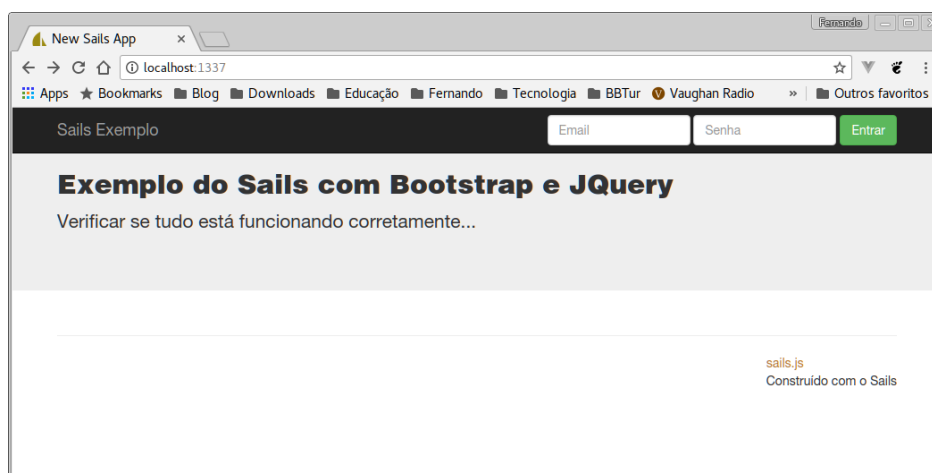 Fernando
New Sails App
localhost:1337
Apps Bookmarks Blog Downloads Educação Fernando Tecnologia BBTur Vaughan Radio » Outros favoritos
Sails Exemplo Email Senha Entrar
Exemplo do Sails com Bootstrap e JQuery
Verificar se tudo está funcionando corretamente...
sails.js
Construído com o Sails